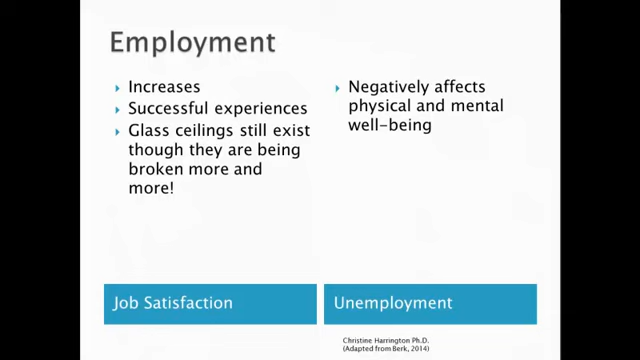 Employment
Increases
Successful experiences
Glass ceilings still exist
though they are being
broken more and
more!
Negatively affects
physical and mental
well-being
Job Satisfaction
Unemployment
Christine Harrington Ph.D.
(Adapted from Berk, 2014)